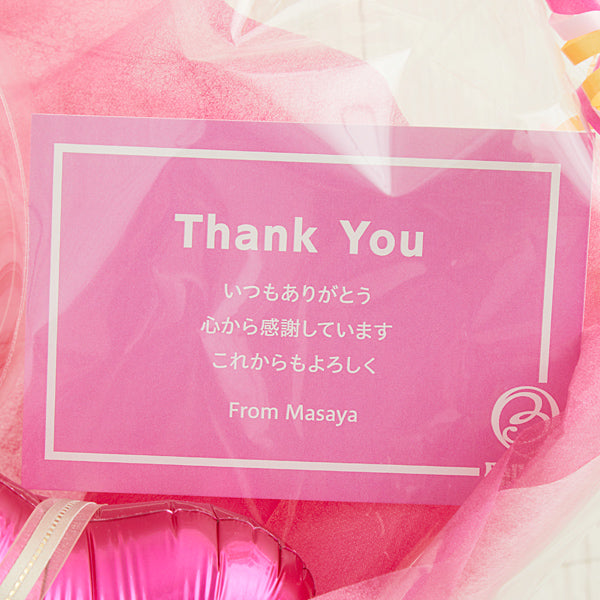 Thank You
いつもありがとう
心から感謝しています
これからもよろしく
From Masaya